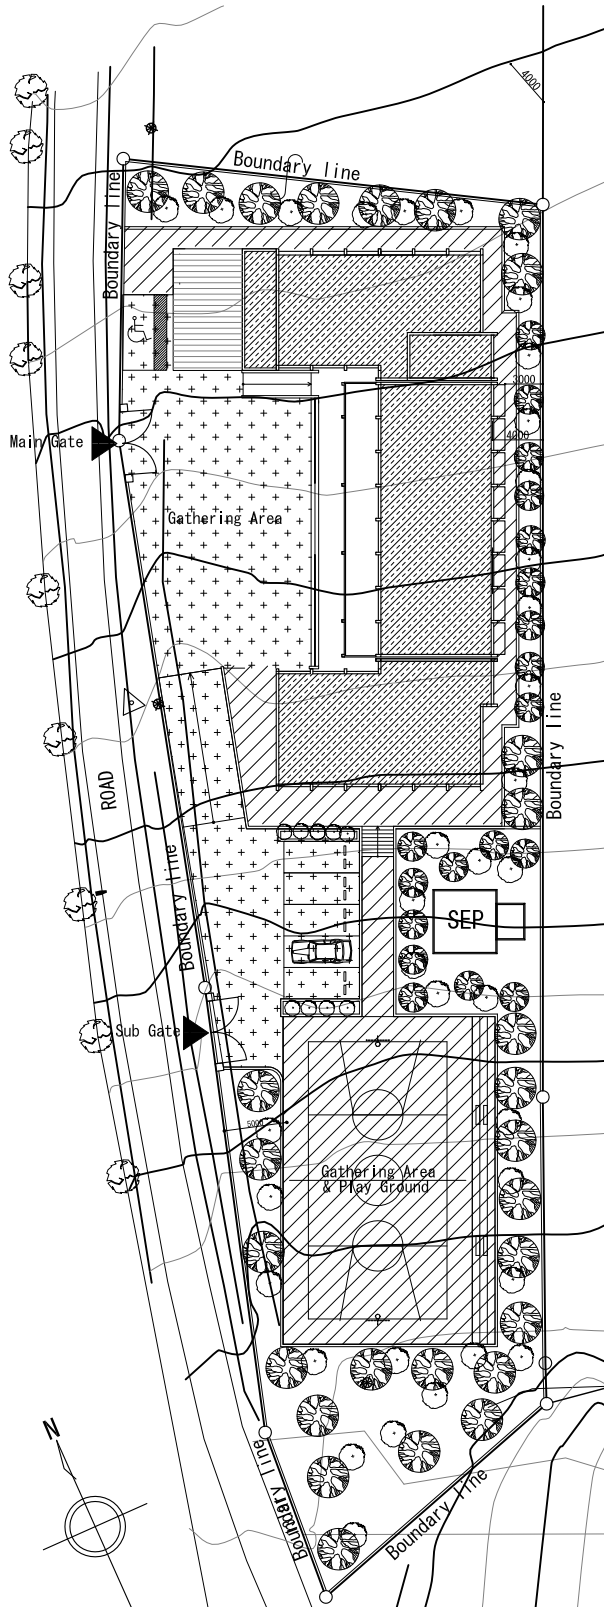 4000
Boundary line
Boundary line
3000
4000
Main Gate
Gathering Area
Boundary line
ROAD
Boundary line
SEP
Sub Gate
5000
Gathering Area
& Play Ground
N
Boundary line
Boundary line